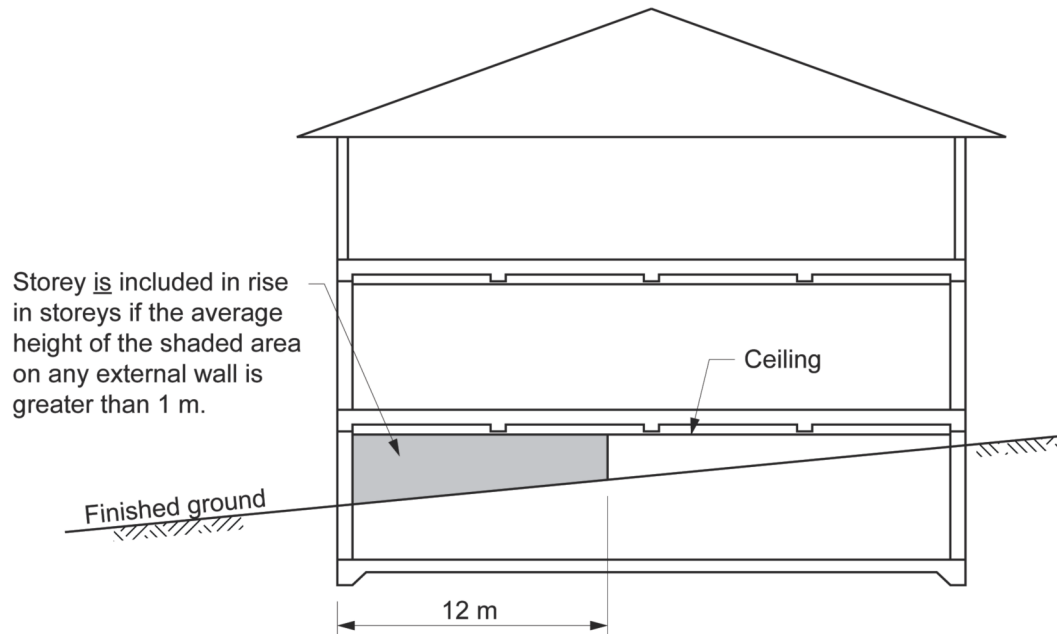 Storey is included in rise
in storeys if the average
height of the shaded area
on any external wall is
greater than 1 m.
Ceiling
Finished ground
12 m